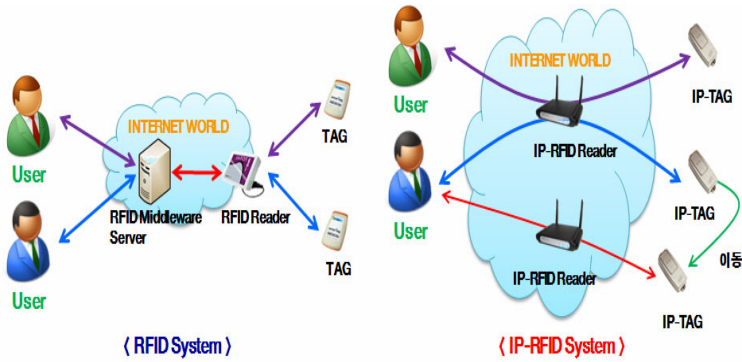 INTERNET WORLD
User
RFID Middleware
Server
RFID Reader
TAG
User
TAG
< RFID System >
INTERNET WORLD
User
IP-RFID Reader
IP-TAG
User
IP-TAG
IP-RFID Reader
이동
IP-TAG
< IP-RFID System >